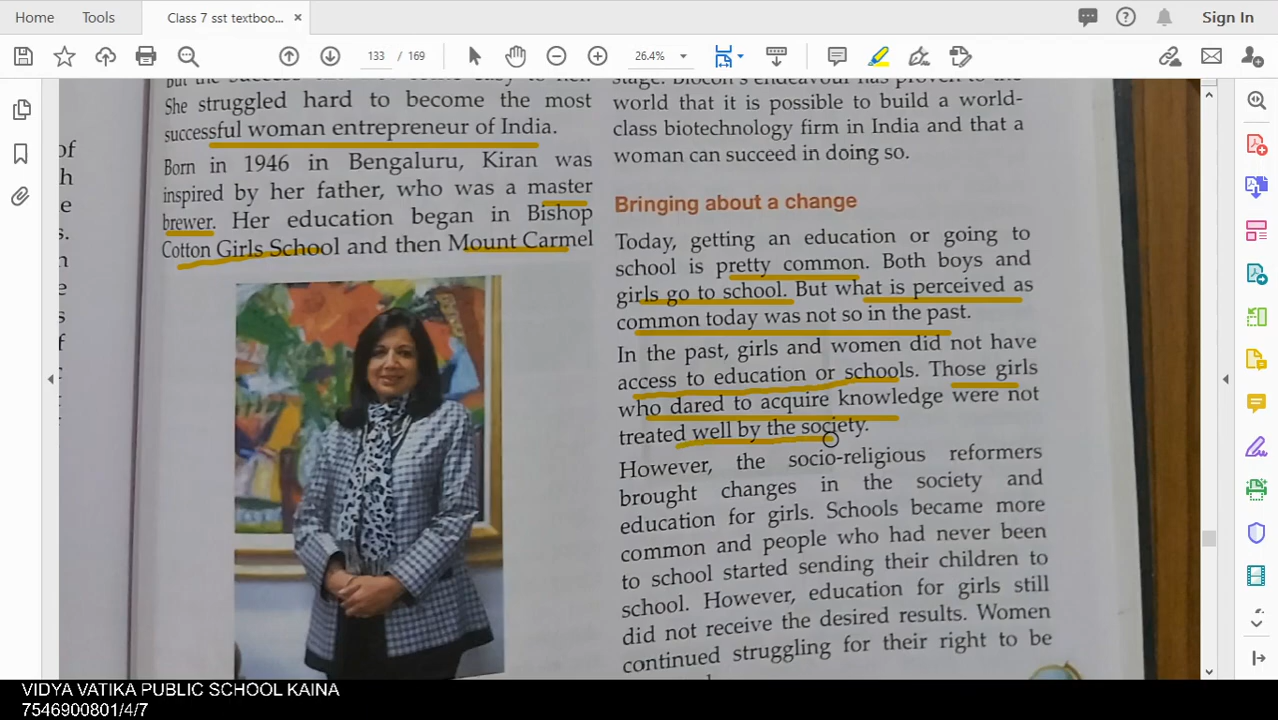 Home Tools Class 7 sst textboo... × Sign In
133 / 169 26.4%
She struggled hard to become the most
successful woman entrepreneur of India.
Born in 1946 in Bengaluru, Kiran was
inspired by her father, who was a master
brewer. Her education began in Bishop
Cotton Girls School and then Mount Carmel
of
h
e
s.
n
e
s
f
r
stage. Biocon's endeavour has proven to the
world that it is possible to build a world-
class biotechnology firm in India and that a
woman can succeed in doing so.
Bringing about a change
Today, getting an education or going to
school is pretty common. Both boys and
girls go to school. But what is perceived as
common today was not so in the past.
In the past, girls and women did not have
access to education or schools. Those girls
who dared to acquire knowledge were not
treated well by the society.
However, the socio-religious reformers
brought changes in the society and
education for girls. Schools became more
common and people who had never been
to school started sending their children to
school. However, education for girls still
did not receive the desired results. Women
continued struggling for their right to be
VIDYA VATIKA PUBLIC SCHOOL KAINA
7546900801/4/7